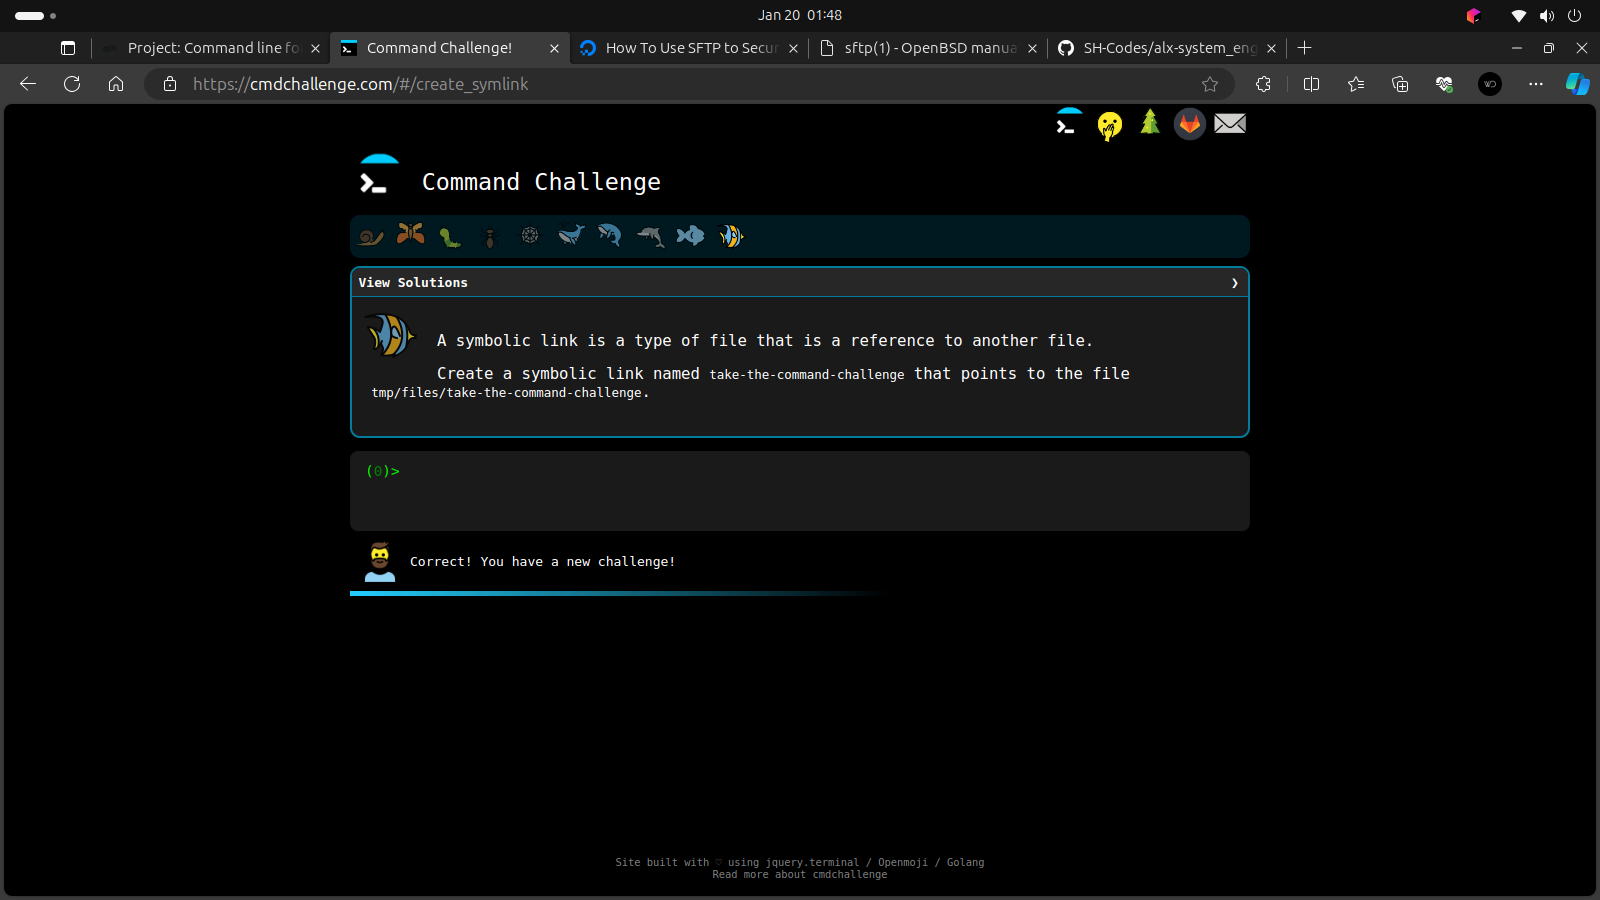 Jan 20 01:48
Project: Command line fo
Command Challenge!
How To Use SFTP to Secur
sftp(1) - OpenBSD manua
SH-Codes/alx-system_eng
https://cmdchallenge.com/#/create_symlink
Command Challenge
View Solutions
A symbolic link is a type of file that is a reference to another file.
Create a symbolic link named take-the-command-challenge that points to the file
tmp/files/take-the-command-challenge.
(0)>
Correct! You have a new challenge!
Site built with ♡ using jquery.terminal / Openmoji / Golang
Read more about cmdchallenge